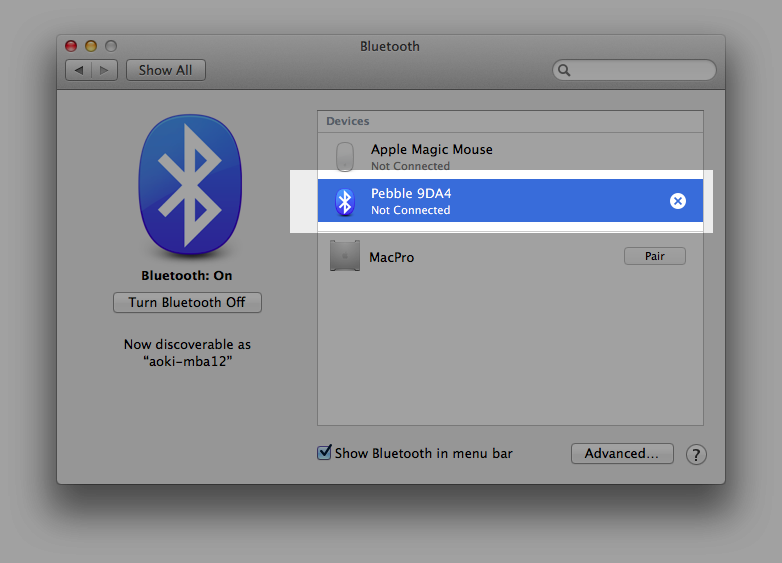 Bluetooth
Show All
Devices
Apple Magic Mouse
Not Connected
Pebble 9DA4
Not Connected
MacPro
Pair
Bluetooth: On
Turn Bluetooth Off
Now discoverable as
“aoki-mba12”
Show Bluetooth in menu bar
Advanced...
?